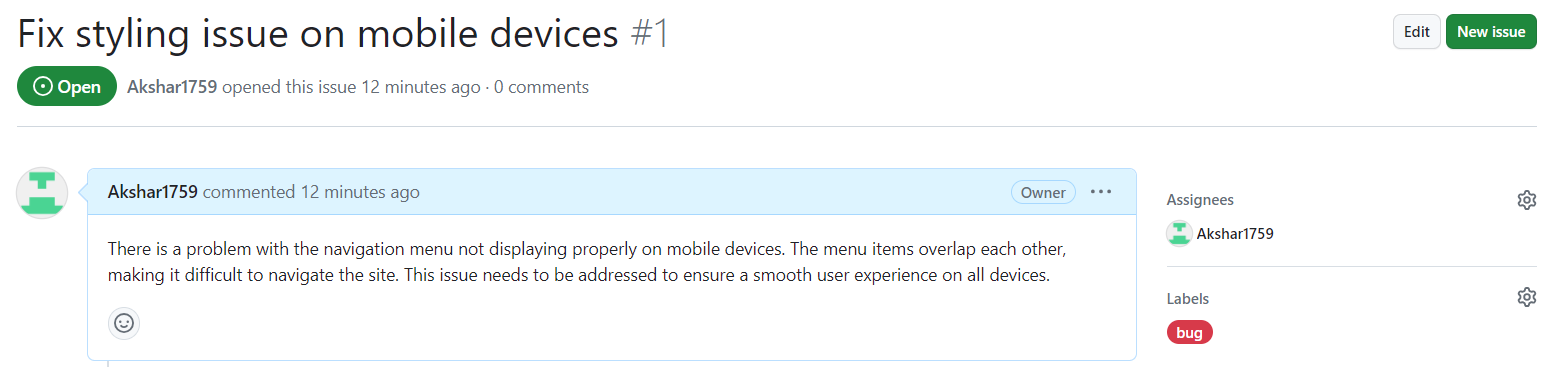 Fix styling issue on mobile devices #1
Edit
New issue
Open
Akshar1759 opened this issue 12 minutes ago · 0 comments
Akshar1759 commented 12 minutes ago
Owner
There is a problem with the navigation menu not displaying properly on mobile devices. The menu items overlap each other,
making it difficult to navigate the site. This issue needs to be addressed to ensure a smooth user experience on all devices.
Assignees
Akshar1759
Labels
bug